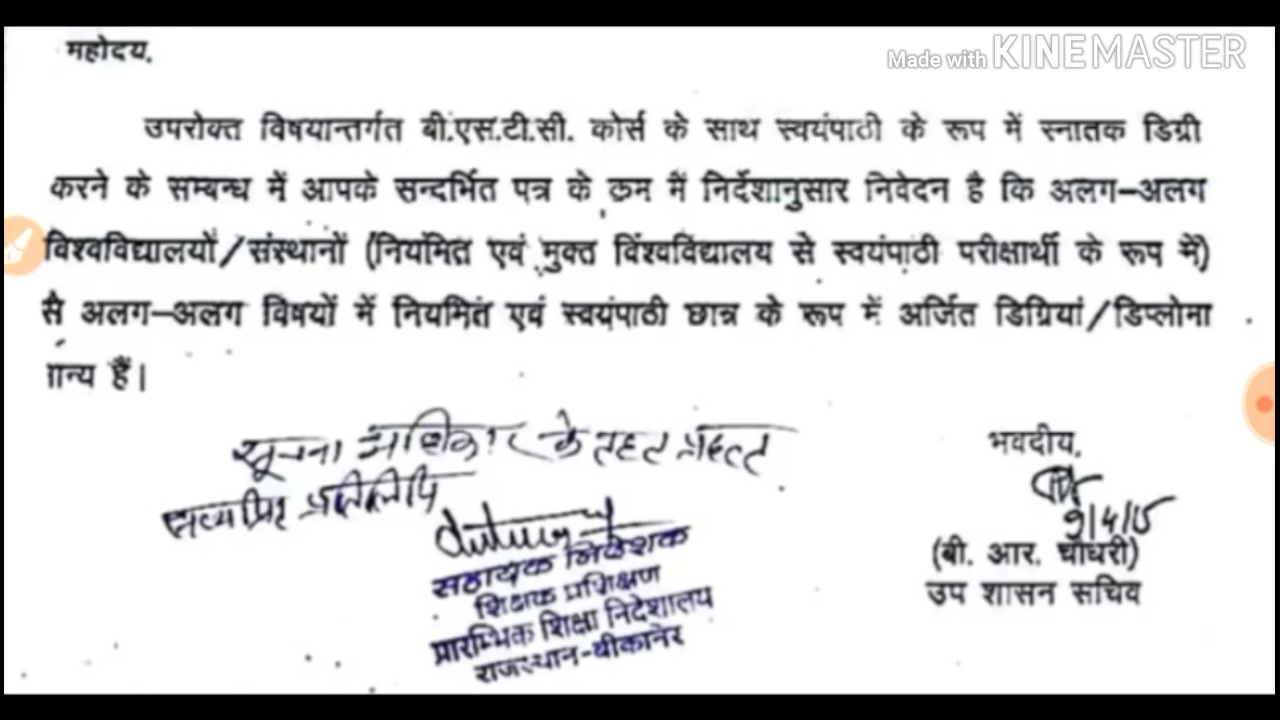 Made with KINEMASTER
महोदय,
उपरोक्त विषयान्तर्गत बी.एस.टी.सी. कोर्स के साथ स्वयंपाठी के रूप में स्नातक डिग्री
करने के सम्बन्ध में आपके सन्दर्भित पत्र के क्रम में निर्देशानुसार निवेदन है कि अलग–अलग
विश्वविद्यालयों/संस्थानों (नियमित एवं मुक्त विश्वविद्यालय से स्वयंपाठी परीक्षार्थी के रूप में)
से अलग–अलग विषयों में नियमित एवं स्वयंपाठी छात्र के रूप में अर्जित डिग्रियां/डिप्लोमा
मान्य हैं।
सूचना अधिकार के तहत प्रदत्त
सत्यापित प्रतिलिपि
सहायक निदेशक
शिक्षक प्रशिक्षण
प्रारम्भिक शिक्षा निदेशालय
राजस्थान-बीकानेर
भवदीय,
9/4/15
(बी. आर. चौधरी)
उप शासन सचिव